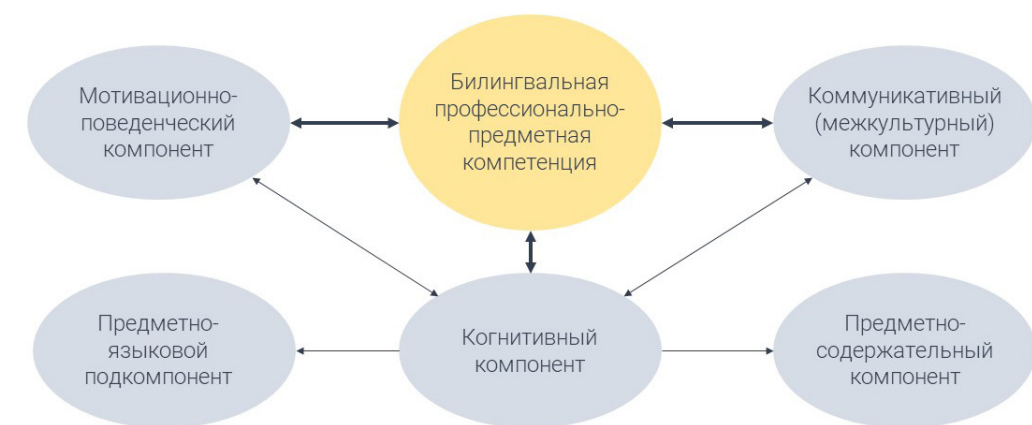 Мотивационно-
поведенческий
компонент
Билингвальная
профессионально-
предметная
компетенция
Коммуникативный
(межкультурный)
компонент
Предметно-
языковой
подкомпонент
Когнитивный
компонент
Предметно-
содержательный
компонент